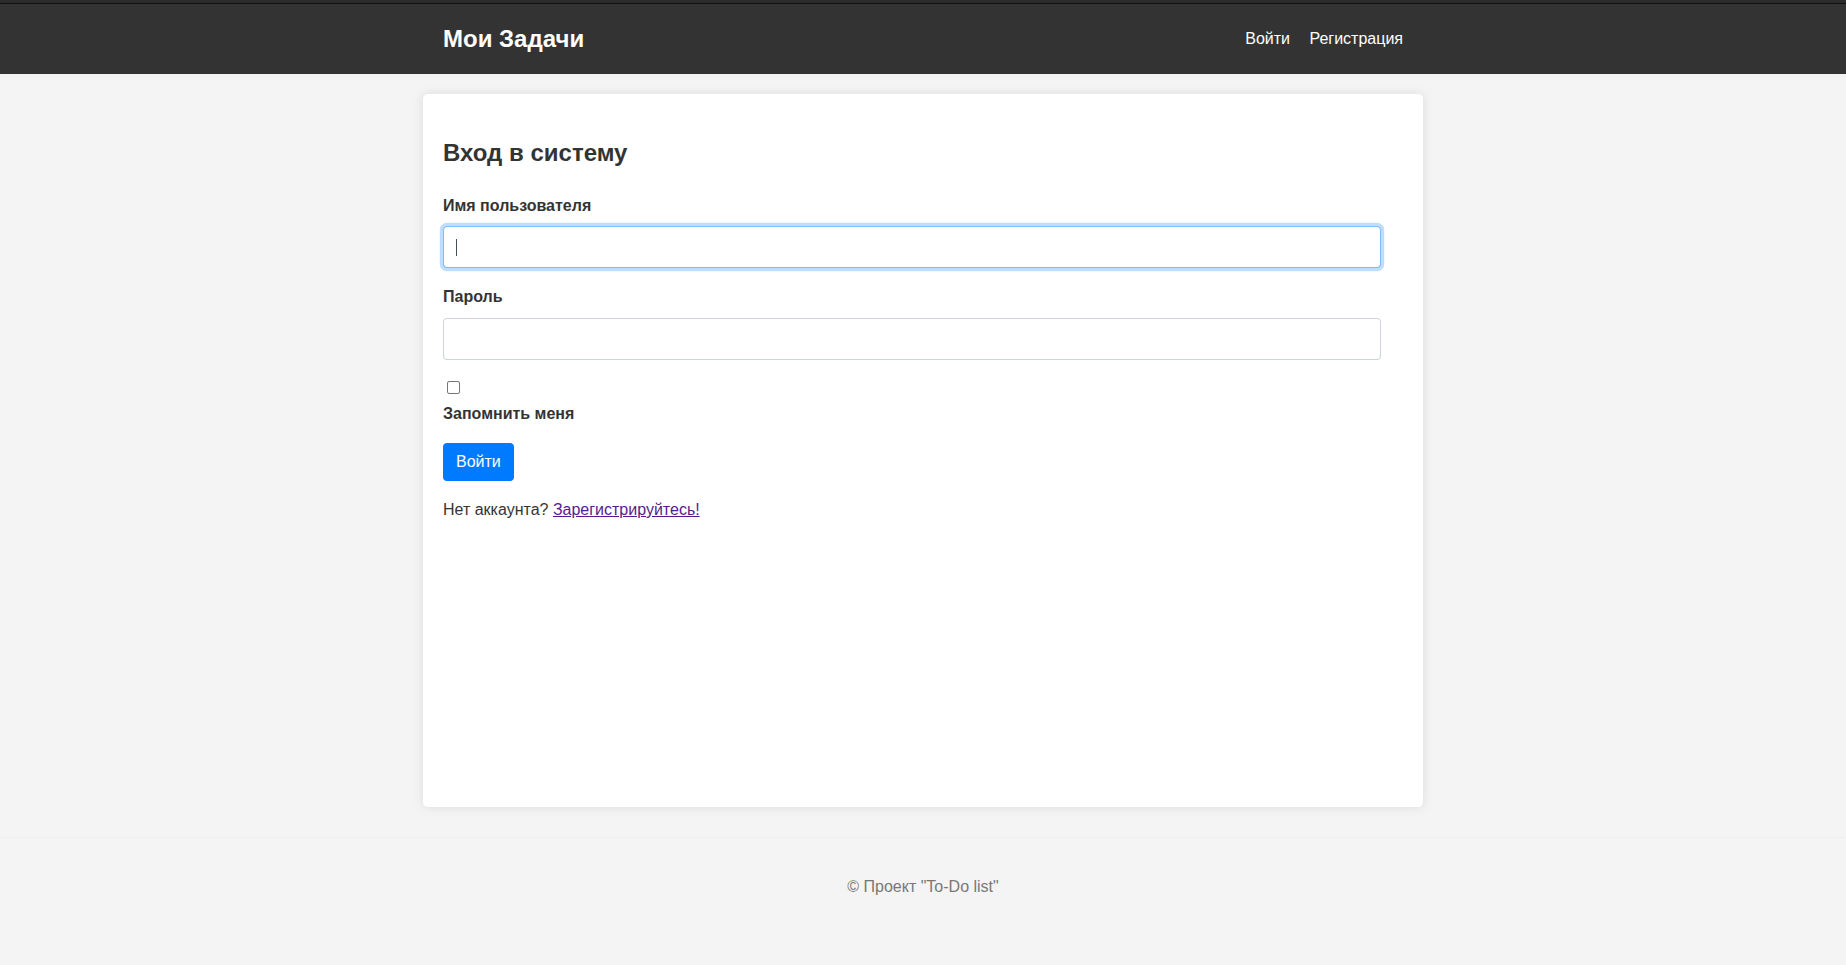 Мои Задачи
Войти Регистрация
Вход в систему
Имя пользователя
Пароль
Запомнить меня
Войти
Нет аккаунта? Зарегистрируйтесь!
© Проект "To-Do list"